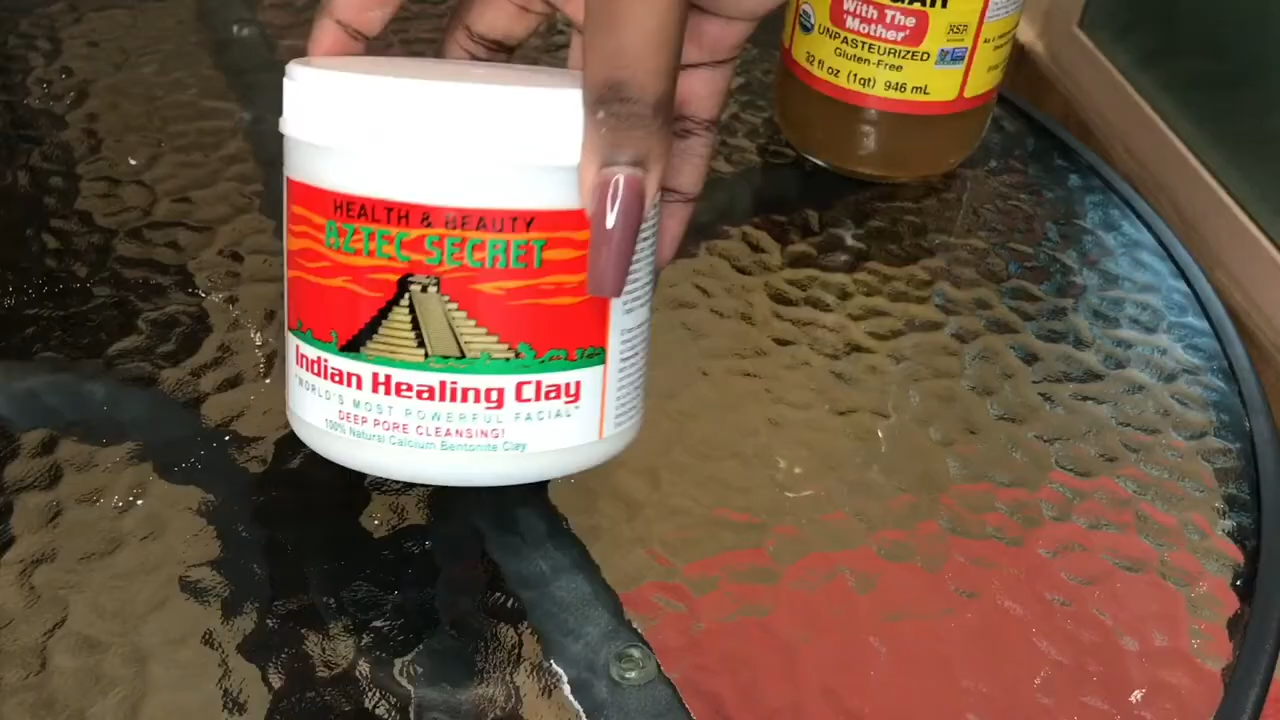 HEALTH & BEAUTY
AZTEC SECRET
Indian Healing Clay
"WORLD'S MOST POWERFUL FACIAL"™
DEEP PORE CLEANSING!
100% Natural Calcium Bentonite Clay
With The
'Mother'
UNPASTEURIZED
Gluten-Free
32 fl oz (1qt) 946 mL